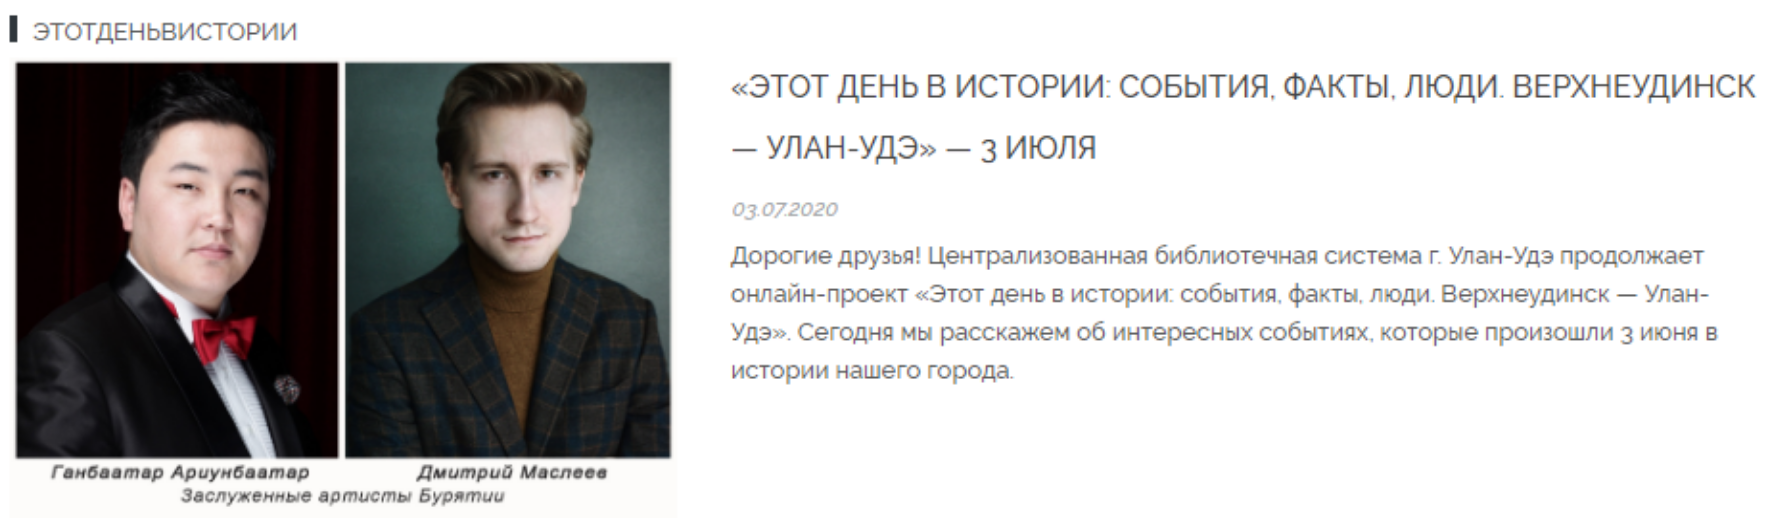 ЭТОТДЕНЬВИСТОРИИ
Ганбаатар Ариунбаатар Дмитрий Маслеев
Заслуженные артисты Бурятии
«ЭТОТ ДЕНЬ В ИСТОРИИ: СОБЫТИЯ, ФАКТЫ, ЛЮДИ. ВЕРХНЕУДИНСК
— УЛАН-УДЭ» — 3 ИЮЛЯ
03.07.2020
Дорогие друзья! Централизованная библиотечная система г. Улан-Удэ продолжает
онлайн-проект «Этот день в истории: события, факты, люди. Верхнеудинск — Улан-
Удэ». Сегодня мы расскажем об интересных событиях, которые произошли 3 июня в
истории нашего города.